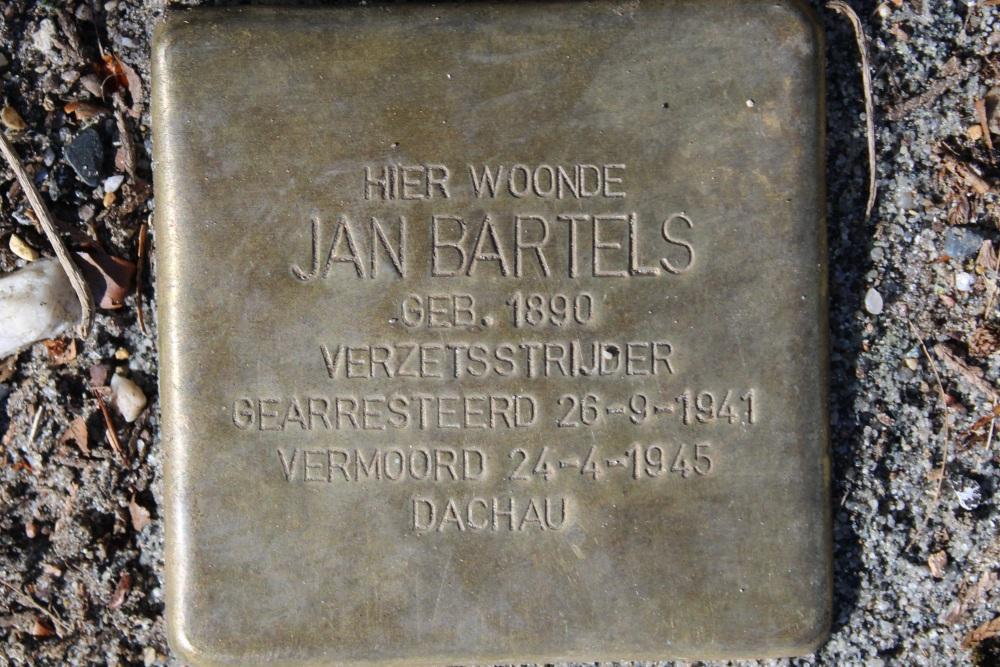 HIER WOONDE
JAN BARTELS
GEB. 1890
VERZETSSTRIJDER
GEARRESTEERD 26-9-1941
VERMOORD 24-4-1945
DACHAU